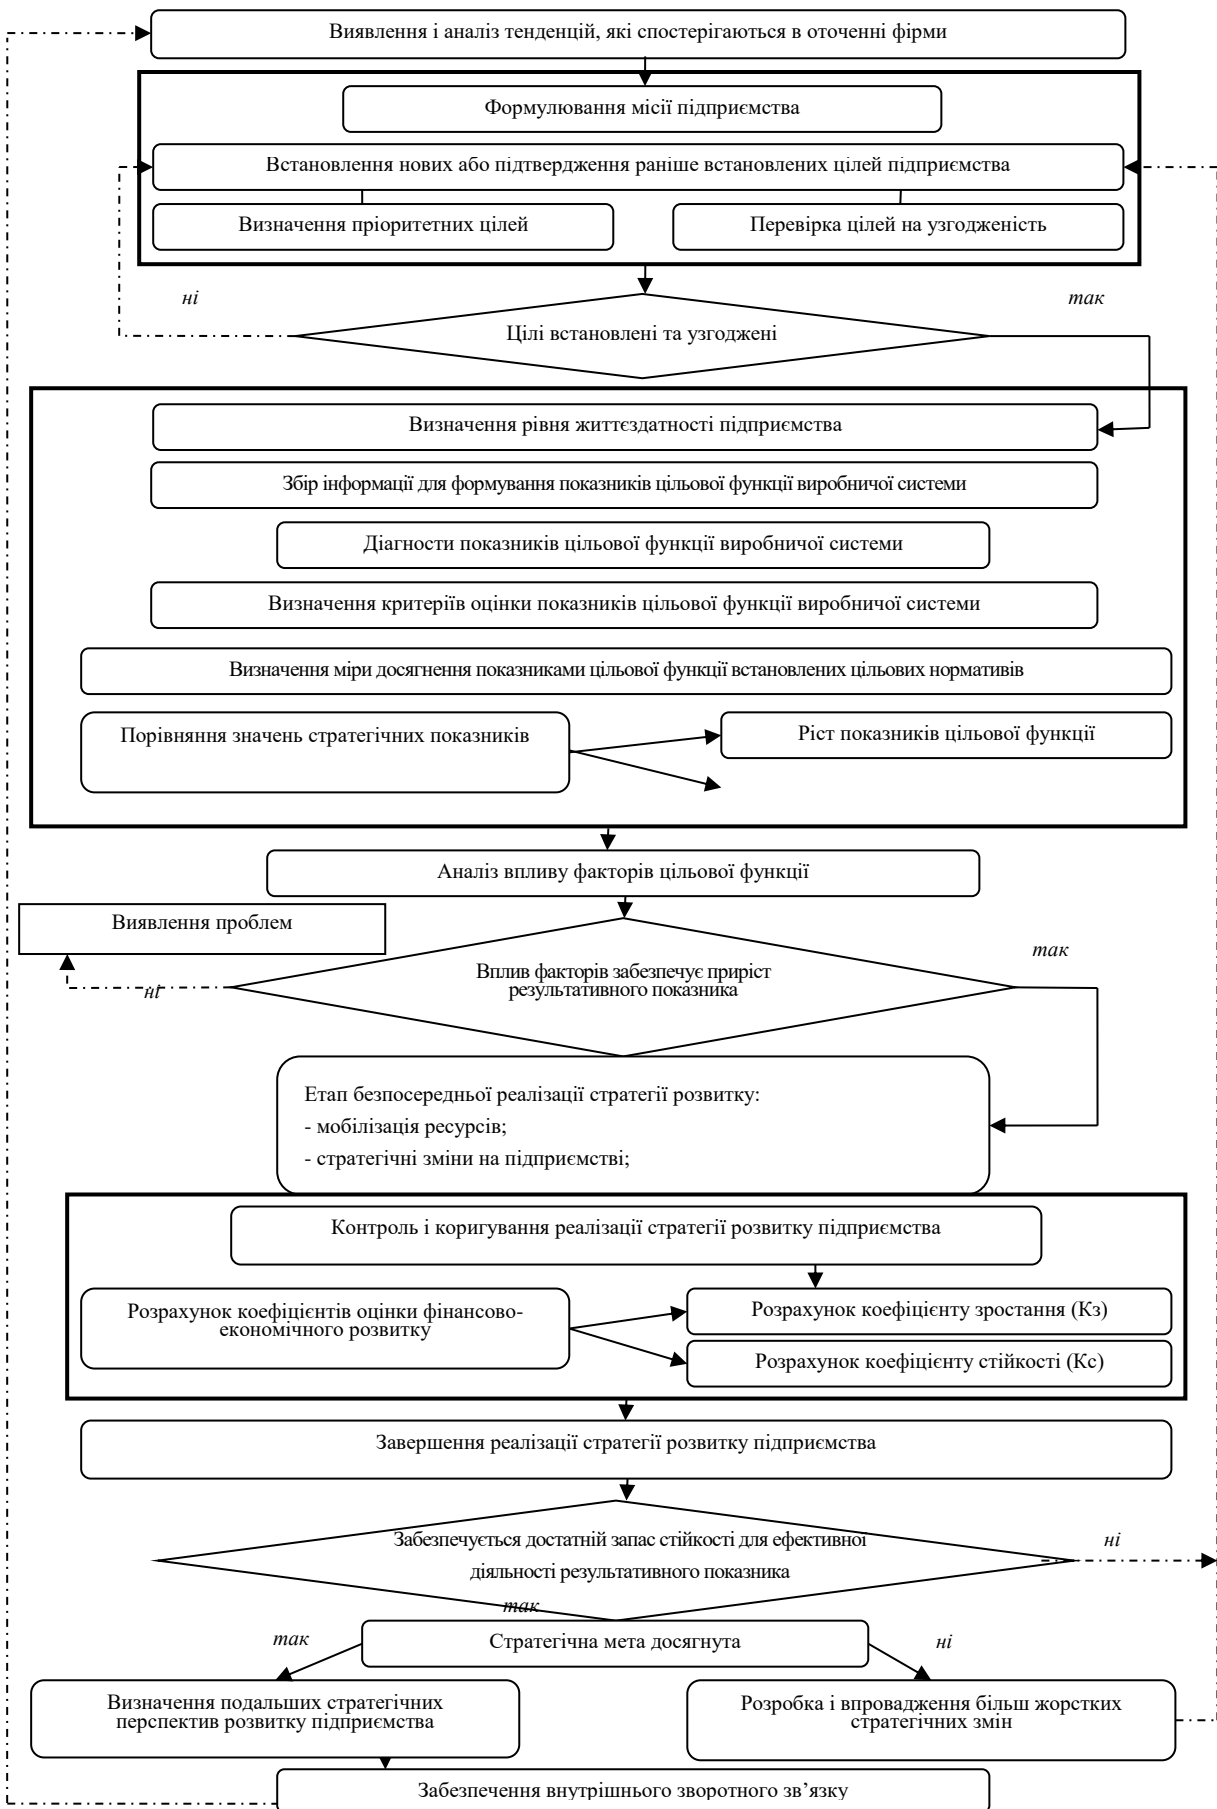 Виявлення і аналіз тенденцій, які спостерігаються в оточенні фірми
Формулювання місії підприємства
Встановлення нових або підтвердження раніше встановлених цілей підприємства
Визначення пріоритетних цілей
Перевірка цілей на узгодженість
ні
так
Цілі встановлені та узгоджені
Визначення рівня життєздатності підприємства
Збір інформації для формування показників цільової функції виробничої системи
Діагности показників цільової функції виробничої системи
Визначення критеріїв оцінки показників цільової функції виробничої системи
Визначення міри досягнення показниками цільової функції встановлених цільових нормативів
Порівняння значень стратегічних показників
Ріст показників цільової функції
Аналіз впливу факторів цільової функції
Виявлення проблем
так
Вплив факторів забезпечує приріст
результативного показника
ні
Етап безпосередньої реалізації стратегії розвитку:
- мобілізація ресурсів;
- стратегічні зміни на підприємстві;
Контроль і коригування реалізації стратегії розвитку підприємства
Розрахунок коефіцієнтів оцінки фінансово-
економічного розвитку
Розрахунок коефіцієнту зростання (Кз)
Розрахунок коефіцієнту стійкості (Кс)
Завершення реалізації стратегії розвитку підприємства
Забезпечується достатній запас стійкості для ефективної
діяльності результативного показника
ні
так
так
Стратегічна мета досягнута
ні
Визначення подальших стратегічних
перспектив розвитку підприємства
Розробка і впровадження більш жорстких
стратегічних змін
Забезпечення внутрішнього зворотного зв’язку